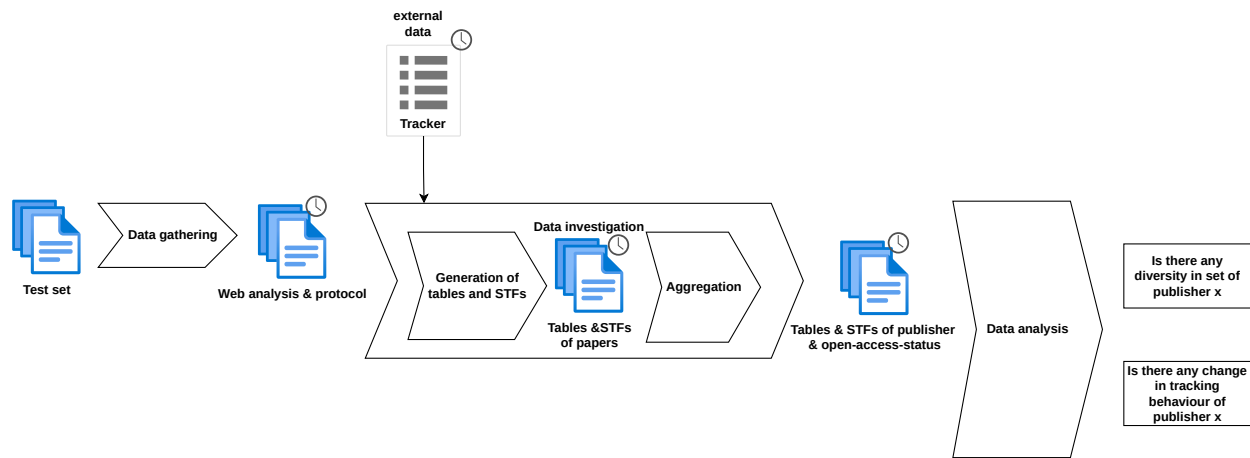 external
data
Tracker
Test set
Data gathering
Web analysis & protocol
Data investigation
Generation of
tables and STFs
Tables &STFs
of papers
Aggregation
Tables & STFs of publisher
& open-access-status
Data analysis
Is there any
diversity in set of
publisher x
Is there any change
in tracking
behaviour of
publisher x